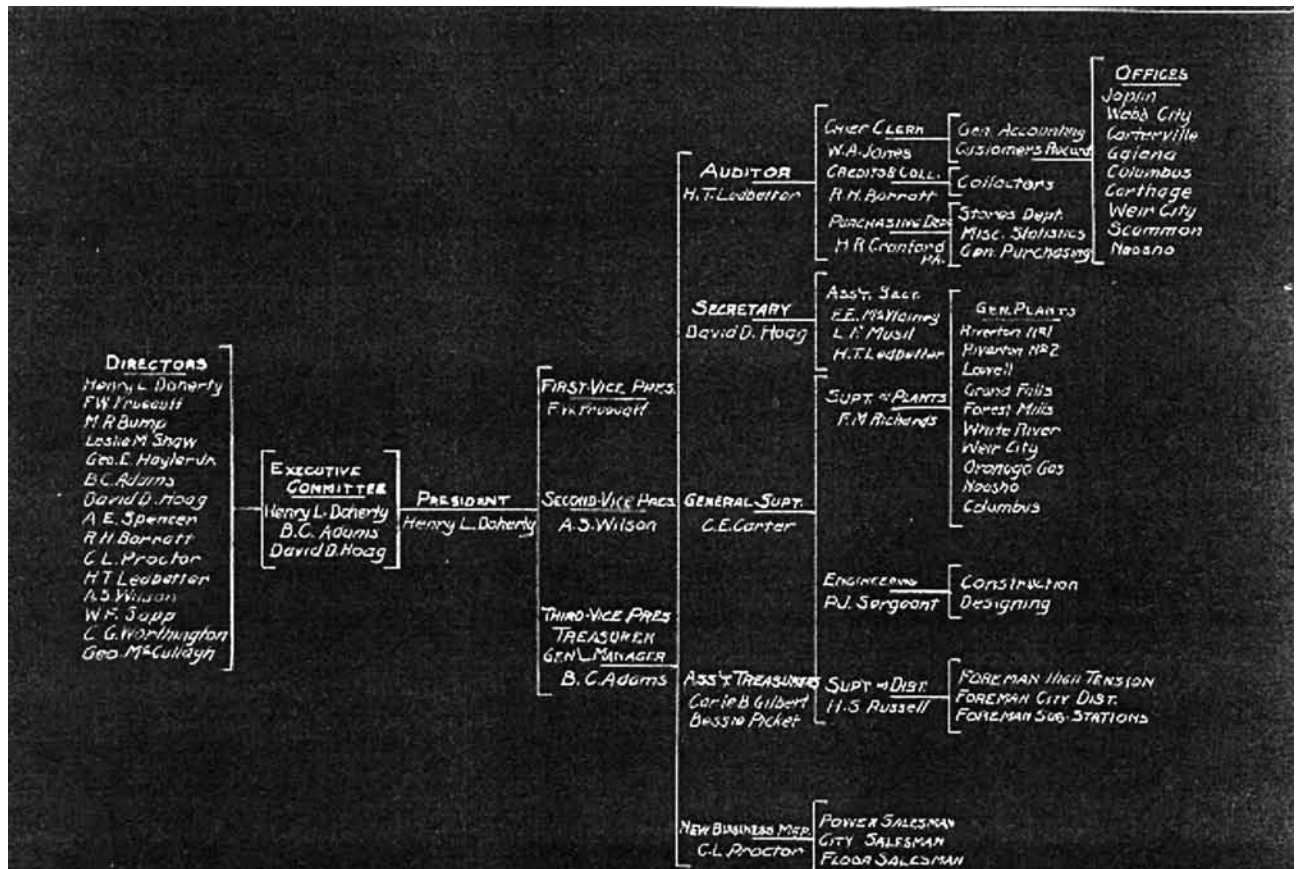 DIRECTORS
Henry L Doherty
F.W. Frueauff
M.R Bump
Leslie M Shaw
Geo. E. Hayler Jr.
B.C. Adams
David D. Hoag
A E. Spencer
R H. Barrett
C L. Proctor
H T. Ledbetter
A.S. Wilson
W F. Sapp
C G. Worthington
Geo. McCullagh
EXECUTIVE
COMMITTEE
Henry L. Doherty
B.C. Adams
David D. Hoag
PRESIDENT
Henry L. Doherty
FIRST-VICE PRES.
F W Frueauff
SECOND-VICE PRES.
A.S. Wilson
THIRD-VICE PRES
TREASURER
GEN'L MANAGER
B. C. Adams
AUDITOR
H. T. Ledbetter
CHIEF CLERK
W.A. Jones
CREDITS & COLL.
R.H. Barrett
PURCHASING DEPT
H R Cranford
P.A.
Gen. Accounting
Customers Record
Collectors
Stores Dept.
Misc. Statistics
Gen. Purchasing
OFFICES
Joplin
Webb City
Carterville
Galena
Columbus
Carthage
Weir City
Scammon
Neosho
SECRETARY
David D. Hoag
ASS'T. SECT.
L F Musil
H.T. Ledbetter
GENERAL SUPT.
C.E. Carter
SUPT. OF PLANTS
F. M Richards
GEN. PLANTS
Riverton No 1
Riverton No 2
Lowell
Grand Falls
Forest Mills
White River
Weir City
Oronogo Gas
Neosho
Columbus
ENGINEERING
P.J. Sergeant
Construction
Designing
SUPT OF DIST.
H.S Russell
FOREMAN HIGH TENSION
FOREMAN CITY DIST.
FOREMAN SUB-STATIONS
ASS'T TREASURERS
Carie B Gilbert
Bessie Picket
NEW BUSINESS MGR.
C.L. Proctor
POWER SALESMAN
CITY SALESMAN
FLOOR SALESMAN